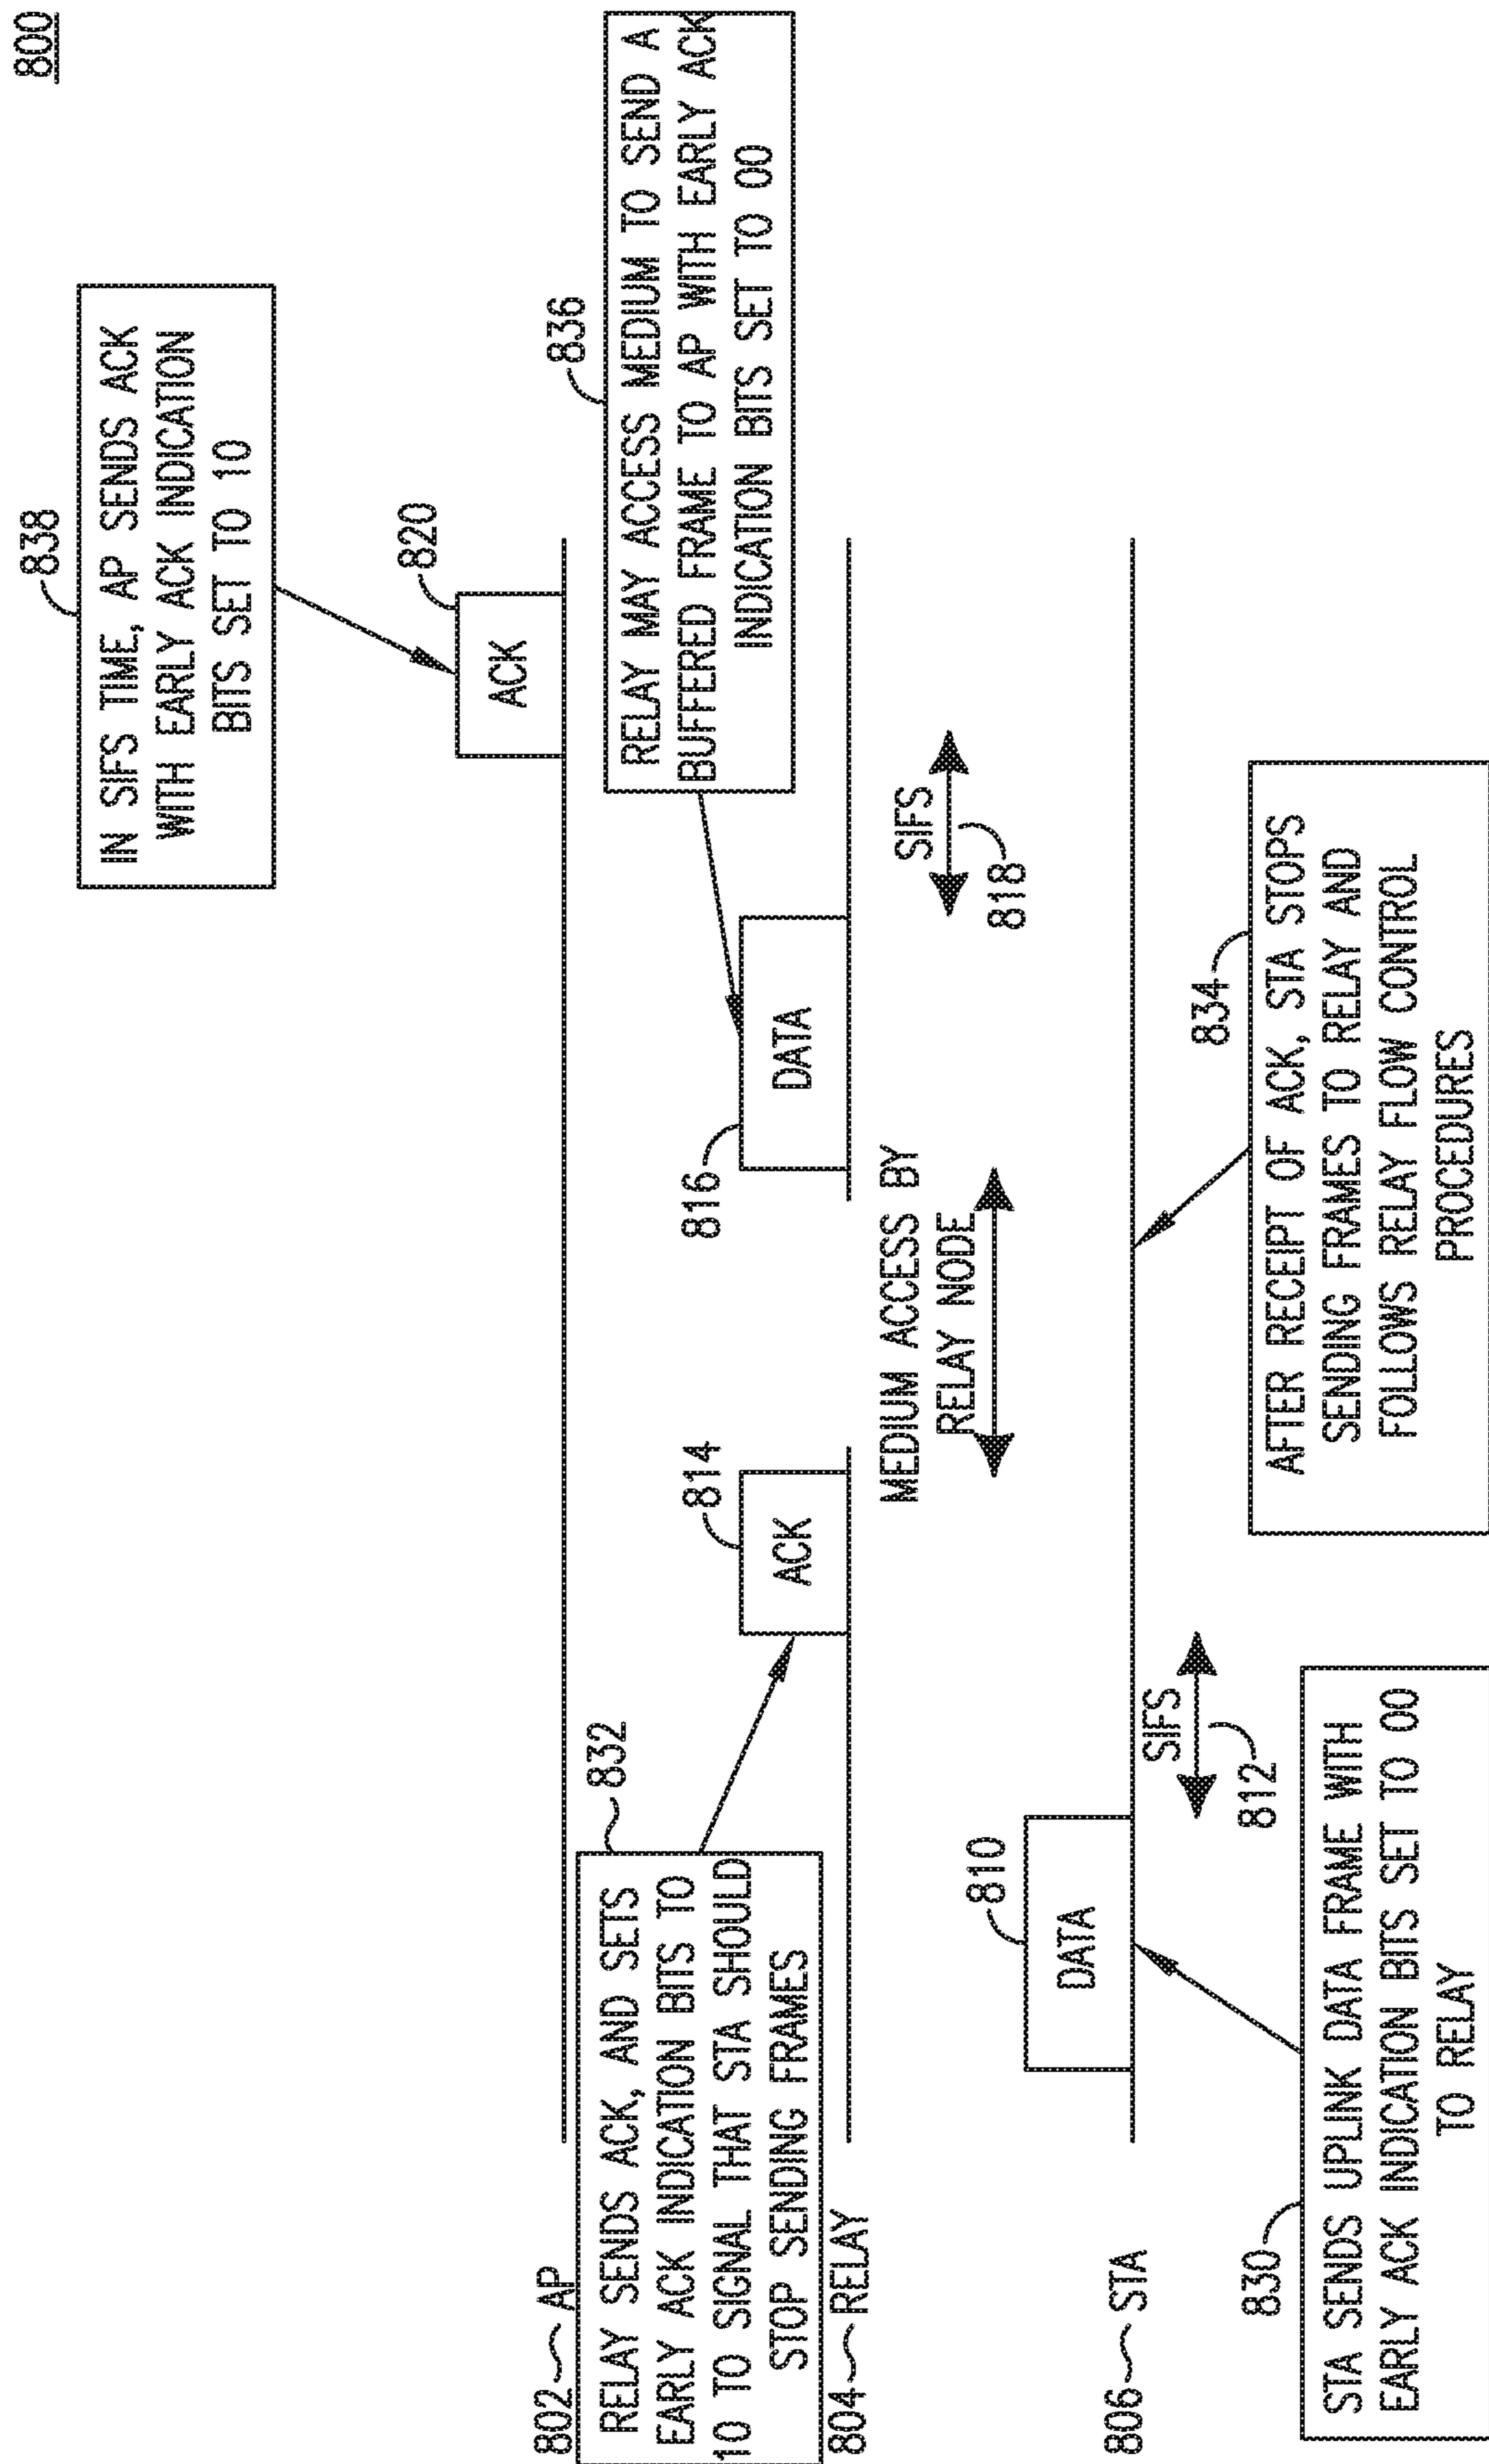 800
838
IN SIFS TIME, AP SENDS ACK
WITH EARLY ACK INDICATION
BITS SET TO 10
820
ACK
802
AP
832
RELAY SENDS ACK, AND SETS
EARLY ACK INDICATION BITS TO
10 TO SIGNAL THAT STA SHOULD
STOP SENDING FRAMES
836
RELAY MAY ACCESS MEDIUM TO SEND A
BUFFERED FRAME TO AP WITH EARLY ACK
INDICATION BITS SET TO 00
814
ACK
816
DATA
804
RELAY
MEDIUM ACCESS BY
RELAY NODE
SIFS
818
810
DATA
806
STA
SIFS
812
830
STA SENDS UPLINK DATA FRAME WITH
EARLY ACK INDICATION BITS SET TO 00
TO RELAY
834
AFTER RECEIPT OF ACK, STA STOPS
SENDING FRAMES TO RELAY AND
FOLLOWS RELAY FLOW CONTROL
PROCEDURES